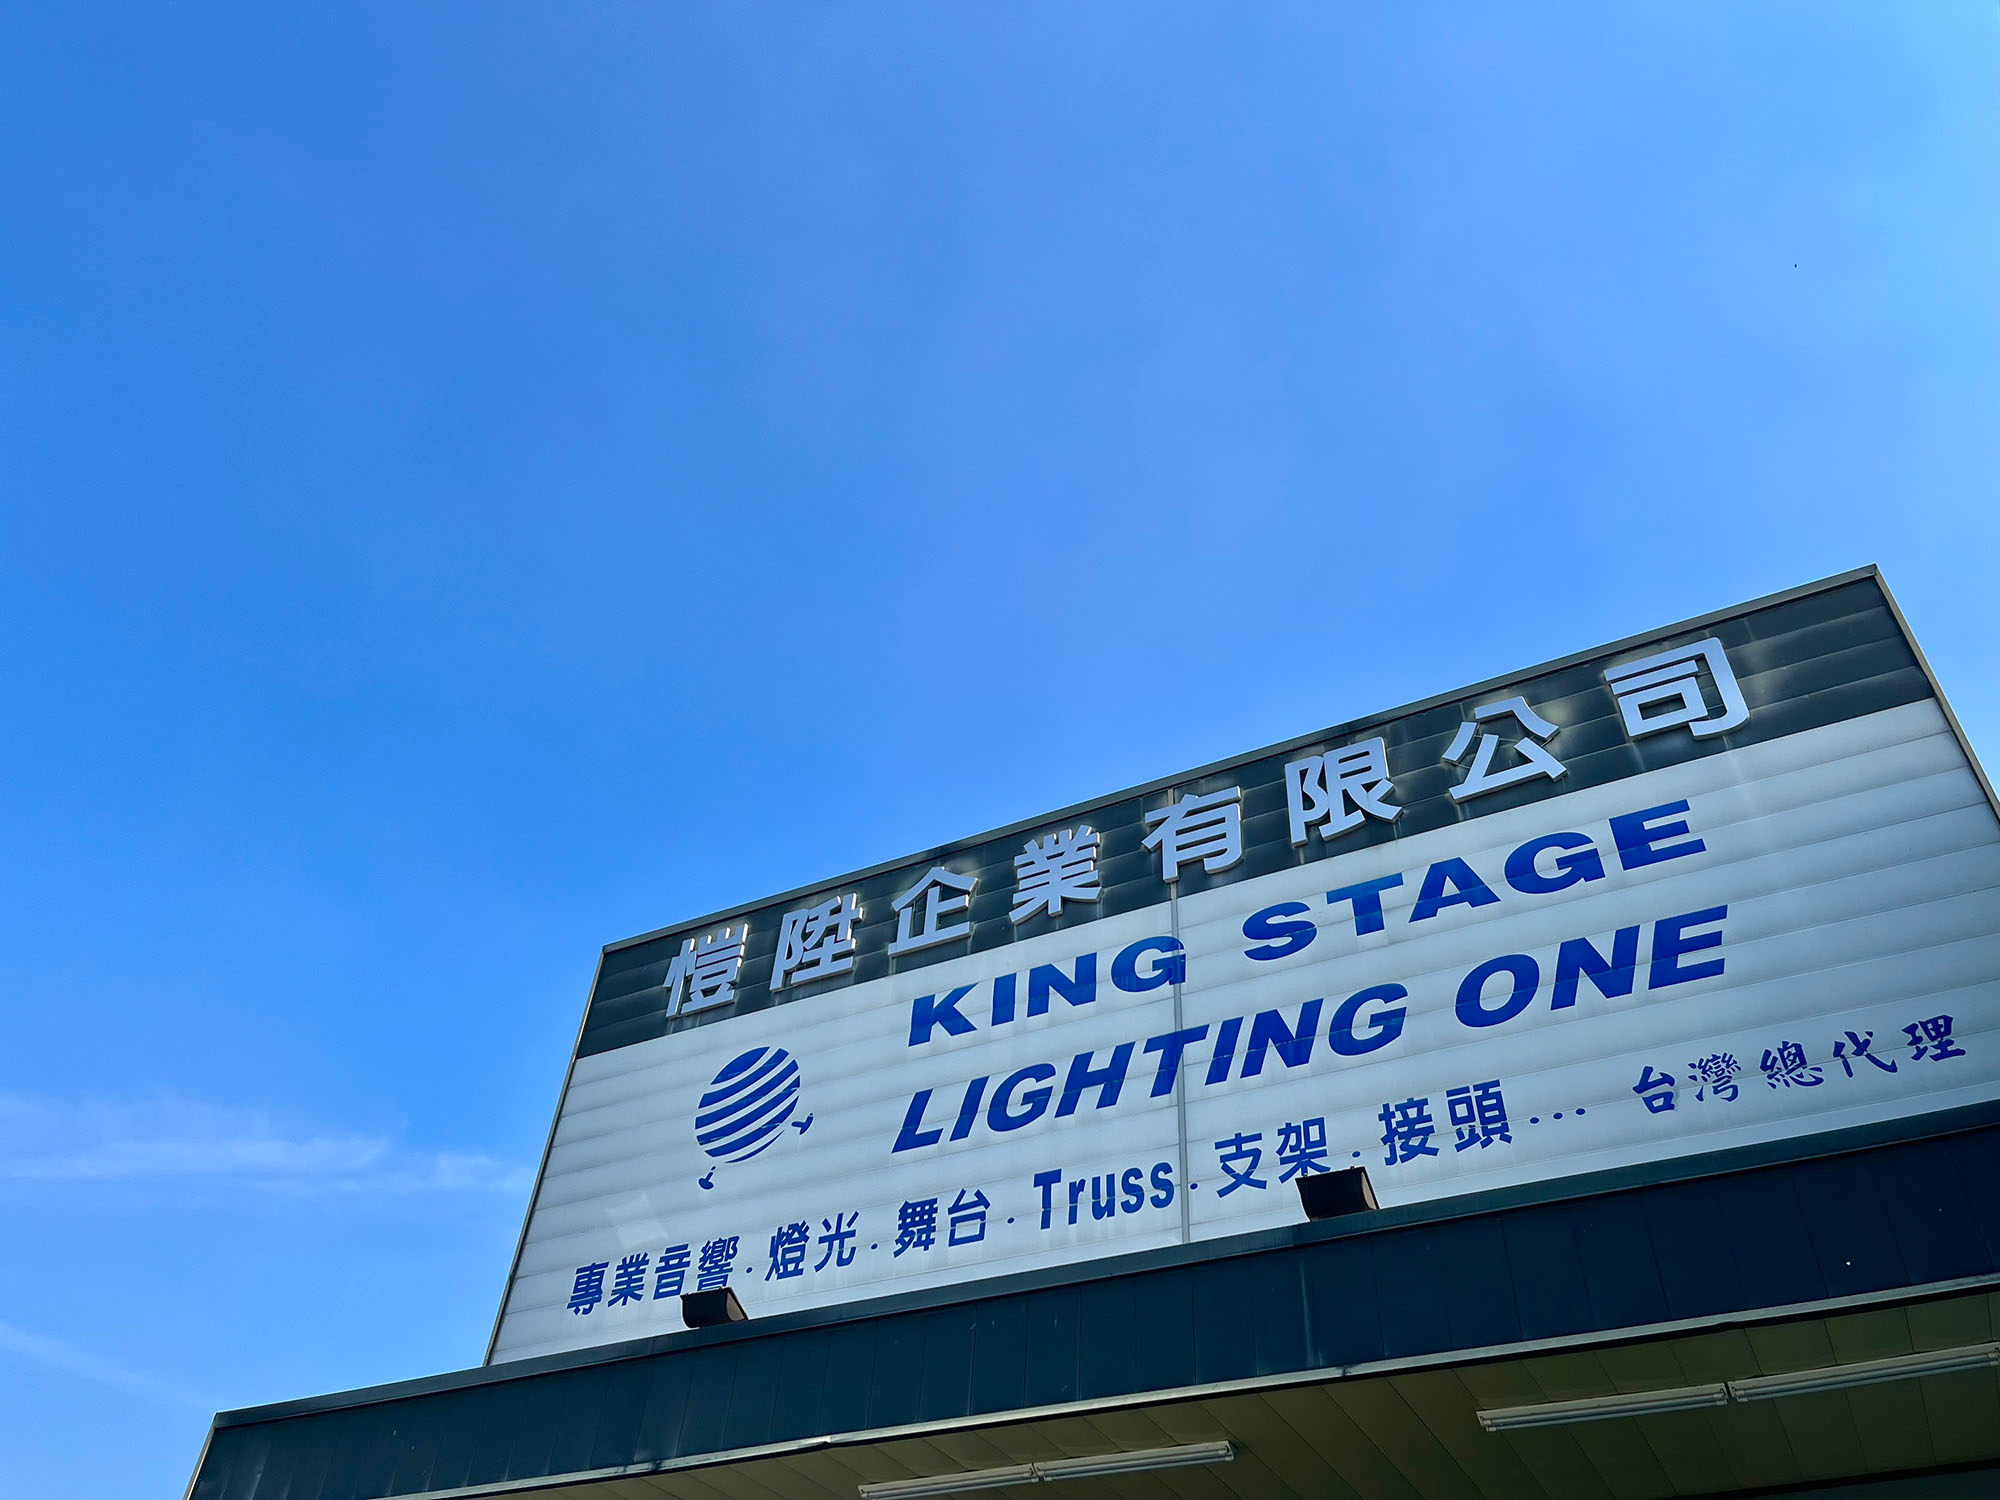 愷陞企業有限公司
KING STAGE
LIGHTING ONE
專業音響.燈光.舞台.Truss.支架.接頭... 台灣總代理